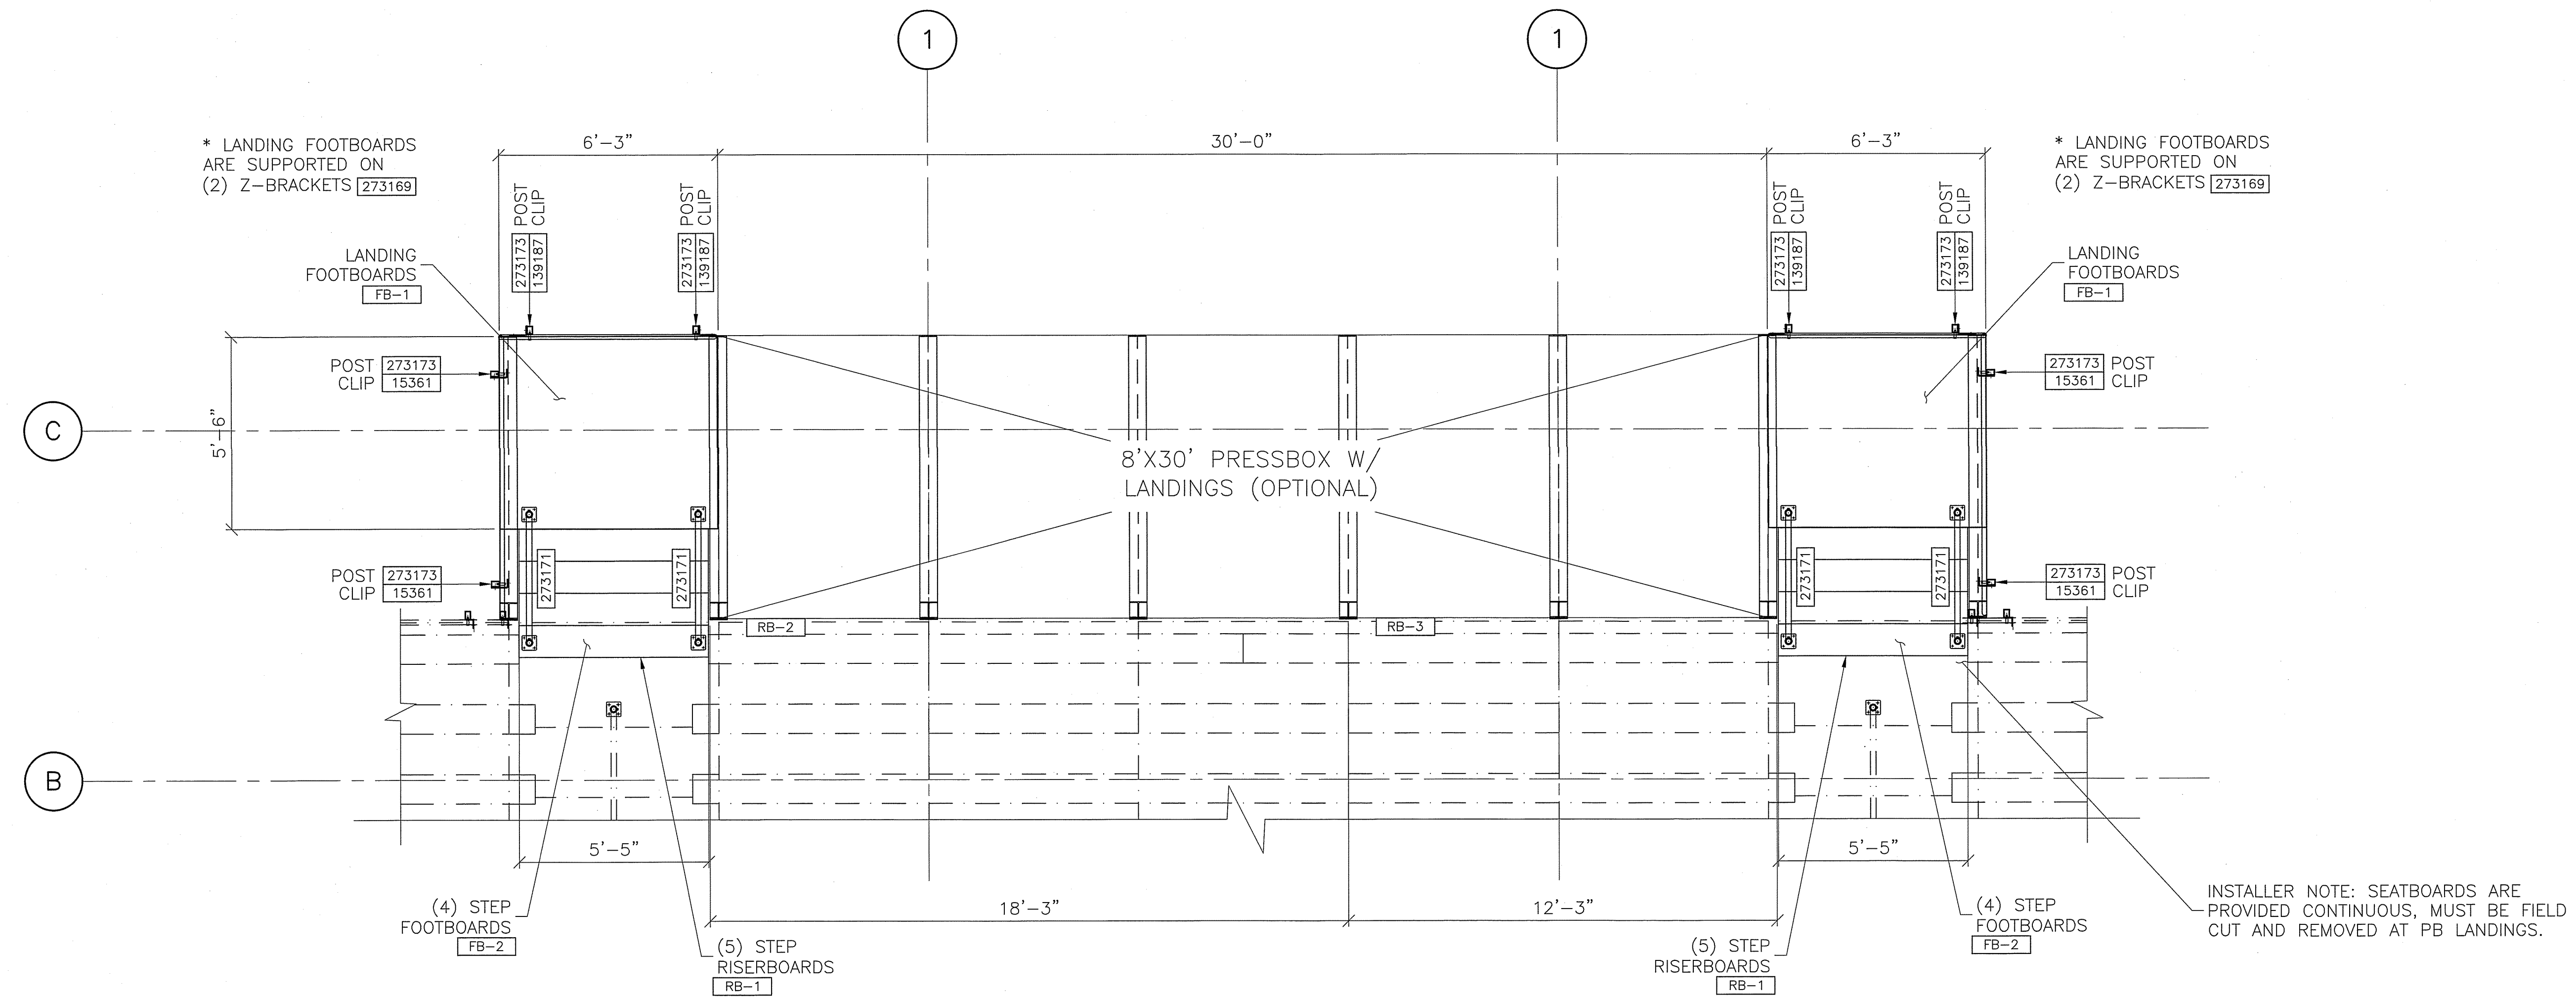 1
1
6'-3"
30'-0"
6'-3"
* LANDING FOOTBOARDS
ARE SUPPORTED ON
(2) Z-BRACKETS 273169
* LANDING FOOTBOARDS
ARE SUPPORTED ON
(2) Z-BRACKETS 273169
POST
CLIP
273173
139187
POST
CLIP
273173
139187
POST
CLIP
273173
139187
POST
CLIP
273173
139187
LANDING
FOOTBOARDS
FB-1
LANDING
FOOTBOARDS
FB-1
POST 273173
CLIP 15361
273173 POST
15361 CLIP
C
5'-6"
8'X30' PRESSBOX W/
LANDINGS (OPTIONAL)
273171
273171
273171
273171
POST 273173
CLIP 15361
273173 POST
15361 CLIP
RB-2
RB-3
B
5'-5"
5'-5"
18'-3"
12'-3"
(4) STEP
FOOTBOARDS
FB-2
(5) STEP
RISERBOARDS
RB-1
(5) STEP
RISERBOARDS
RB-1
(4) STEP
FOOTBOARDS
FB-2
INSTALLER NOTE: SEATBOARDS ARE
PROVIDED CONTINUOUS, MUST BE FIELD
CUT AND REMOVED AT PB LANDINGS.